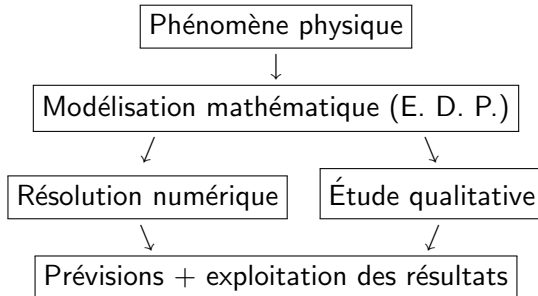 Phénomène physique
Modélisation mathématique (E. D. P.)
Résolution numérique
Étude qualitative
Prévisions + exploitation des résultats